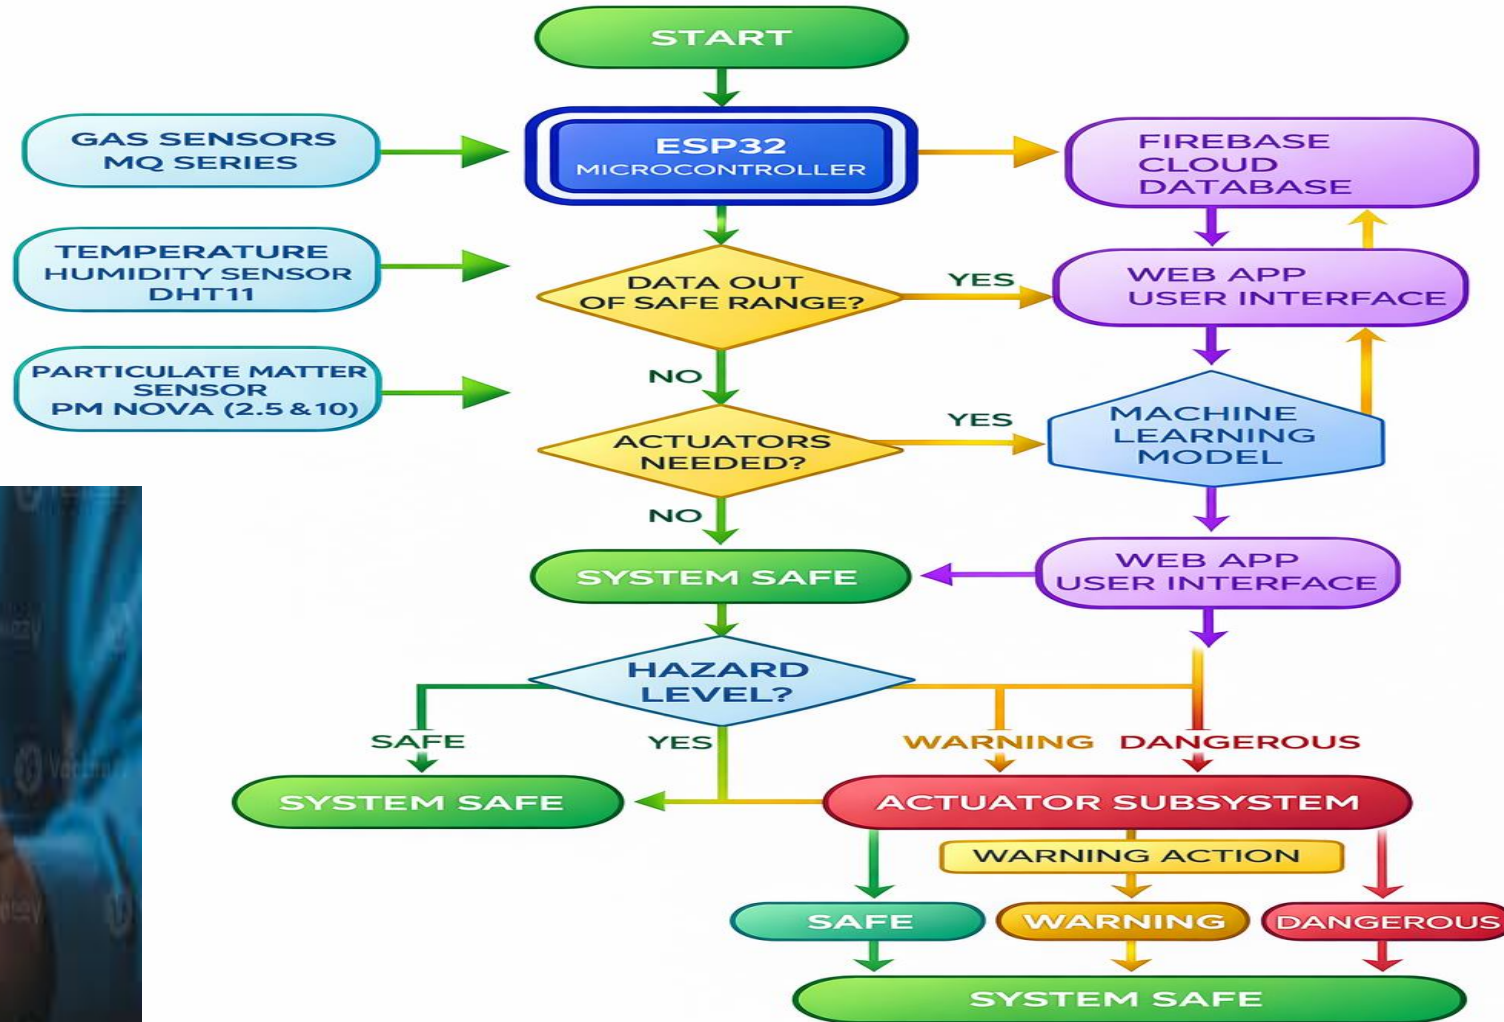 START
GAS SENSORS
MQ SERIES
ESP32
MICROCONTROLLER
FIREBASE
CLOUD
DATABASE
TEMPERATURE
HUMIDITY SENSOR
DHT11
DATA OUT
OF SAFE RANGE?
YES
WEB APP
USER INTERFACE
NO
PARTICULATE MATTER
SENSOR
PM NOVA (2.5 & 10)
ACTUATORS
NEEDED?
YES
MACHINE
LEARNING
MODEL
NO
SYSTEM SAFE
WEB APP
USER INTERFACE
HAZARD
LEVEL?
SAFE
YES
WARNING
DANGEROUS
SYSTEM SAFE
ACTUATOR SUBSYSTEM
WARNING ACTION
SAFE
WARNING
DANGEROUS
SYSTEM SAFE